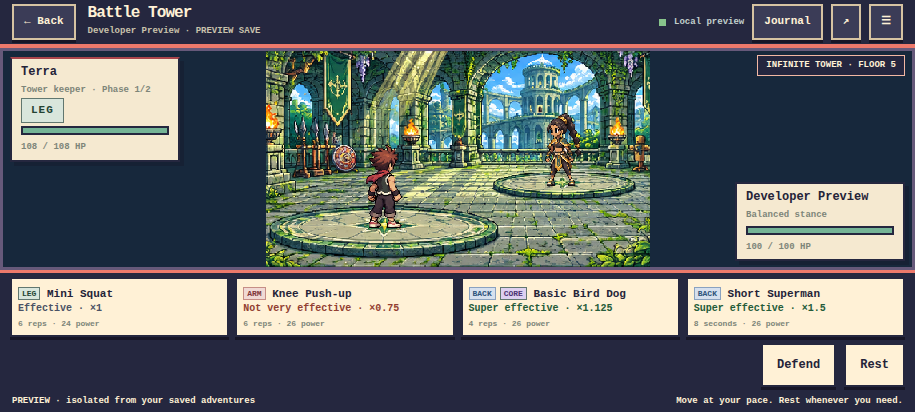 ← Back
Battle Tower
Developer Preview · PREVIEW SAVE
Local preview
Journal
↗
☰
Terra
Tower keeper · Phase 1/2
LEG
108 / 108 HP
INFINITE TOWER · FLOOR 5
Developer Preview
Balanced stance
100 / 100 HP
LEG Mini Squat
Effective · ×1
6 reps · 24 power
ARM Knee Push-up
Not very effective · ×0.75
6 reps · 26 power
BACK CORE Basic Bird Dog
Super effective · ×1.125
4 reps · 26 power
BACK Short Superman
Super effective · ×1.5
8 seconds · 26 power
Defend
Rest
PREVIEW · isolated from your saved adventures
Move at your pace. Rest whenever you need.